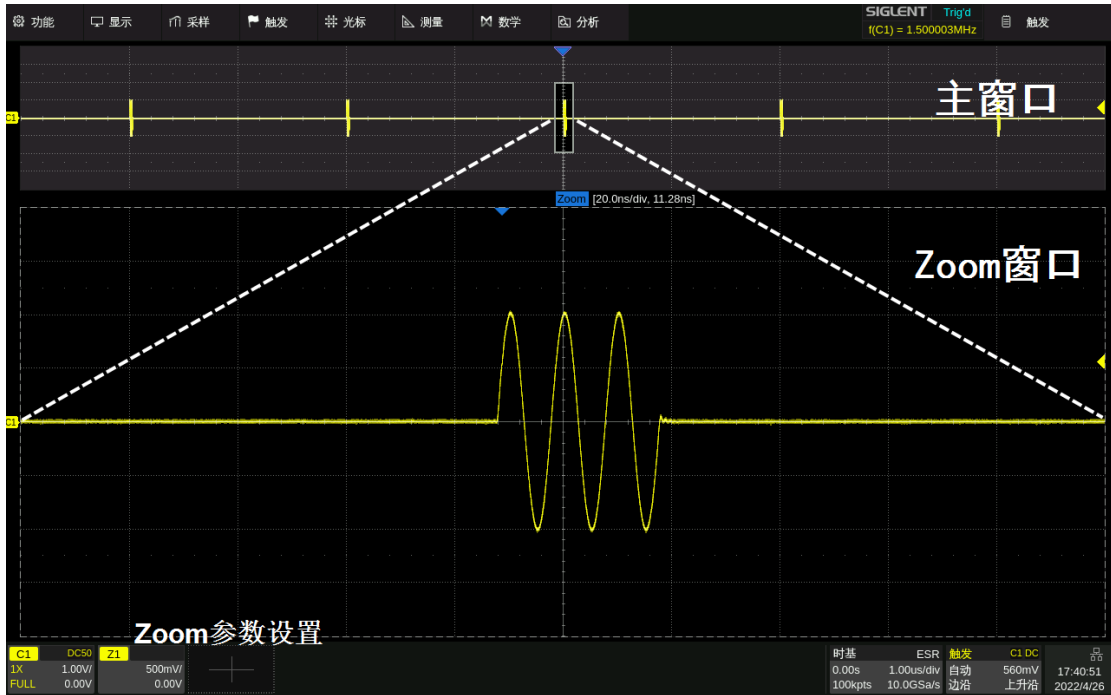 功能 显示 采样 触发 光标 测量 数学 分析 SIGLENT Trig'd 触发
f(C1) = 1.500003MHz
主窗口
C1
Zoom [20.0ns/div, 11.28ns]
Zoom窗口
C1
Zoom参数设置
C1 DC50 Z1 时基 ESR 触发 C1 DC
1X 1.00V/ 500mV/ 0.00s 1.00us/div 自动 560mV 17:40:51
FULL 0.00V 0.00V 100kpts 10.0GSa/s 边沿 上升沿 2022/4/26